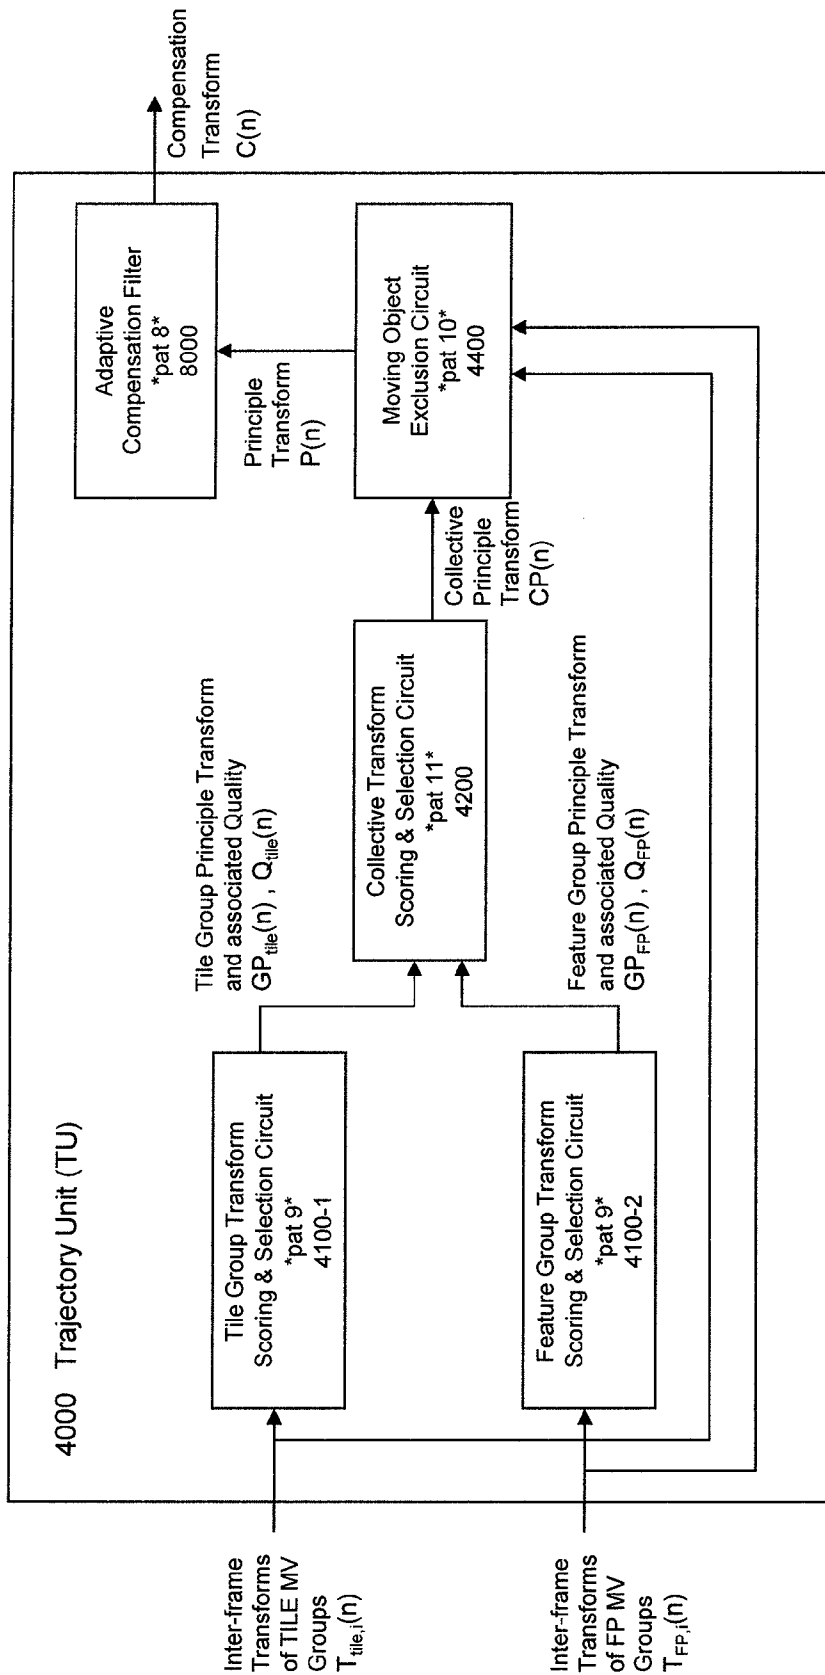 4000 Trajectory Unit (TU)
Inter-frame
Transforms
of TILE MV
Groups
T_tile,i(n)
Inter-frame
Transforms
of FP MV
Groups
T_FP,i(n)
Tile Group Transform
Scoring & Selection Circuit
*pat 9*
4100-1
Feature Group Transform
Scoring & Selection Circuit
*pat 9*
4100-2
Tile Group Principle Transform
and associated Quality
GP_tile(n) , Q_tile(n)
Feature Group Principle Transform
and associated Quality
GP_FP(n) , Q_FP(n)
Collective Transform
Scoring & Selection Circuit
*pat 11*
4200
Collective
Principle
Transform
CP(n)
Moving Object
Exclusion Circuit
*pat 10*
4400
Principle
Transform
P(n)
Adaptive
Compensation Filter
*pat 8*
8000
Compensation
Transform
C(n)